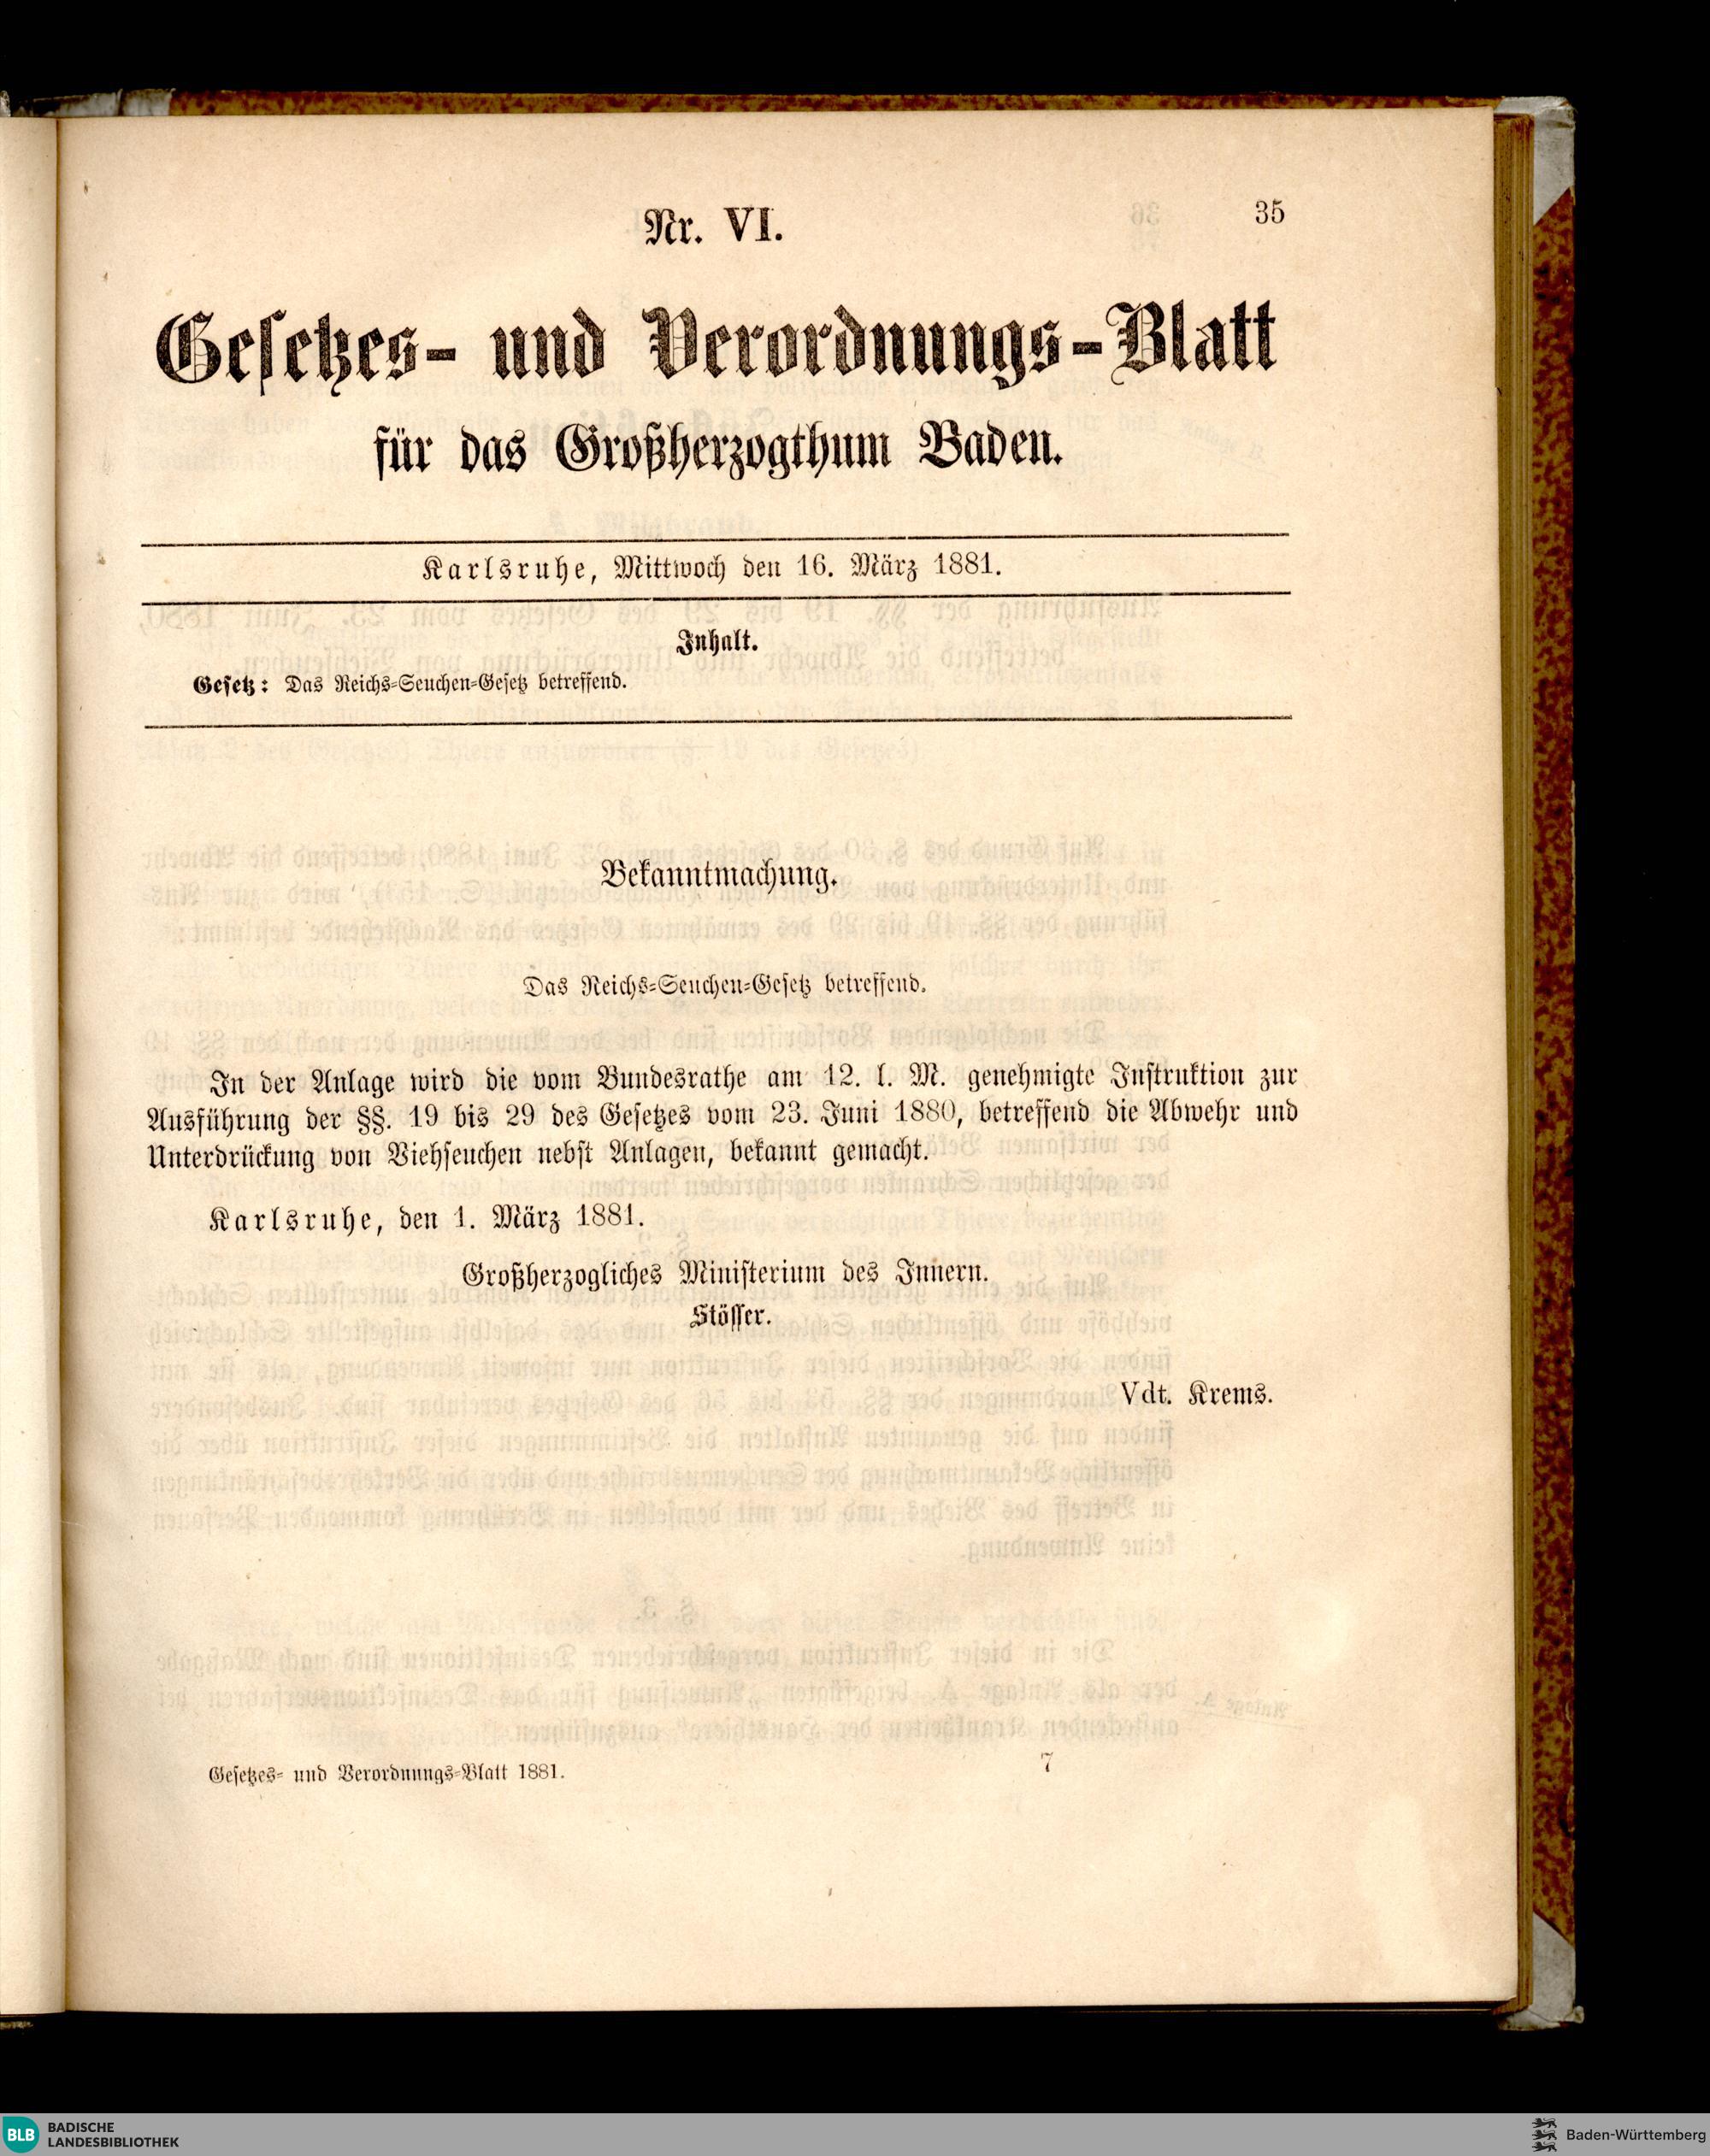 Nr. VI.
35
Gesetzes- und Verordnungs-Blatt
für das Großherzogthum Baden.
Karlsruhe, Mittwoch den 16. März 1881.
Inhalt.
Gesetz: Das Reichs-Seuchen-Gesetz betreffend.
Bekanntmachung.
Das Reichs-Seuchen-Gesetz betreffend.
In der Anlage wird die vom Bundesrathe am 12. l. M. genehmigte Instruktion zur
Ausführung der §§. 19 bis 29 des Gesetzes vom 23. Juni 1880, betreffend die Abwehr und
Unterdrückung von Viehseuchen nebst Anlagen, bekannt gemacht.
Karlsruhe, den 1. März 1881.
Großherzogliches Ministerium des Innern.
Stösser.
Vdt. Krems.
Gesetzes- und Verordnungs-Blatt 1881.
7
BLB BADISCHE
LANDESBIBLIOTHEK
Baden-Württemberg